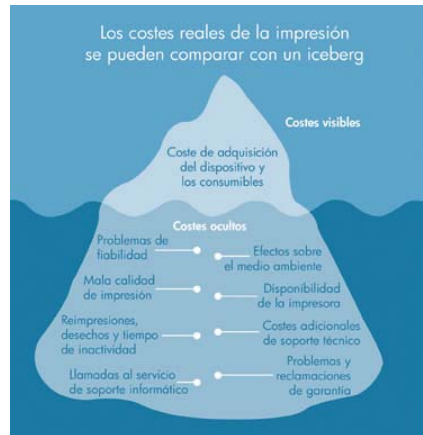 Los costes reales de la impresión
se pueden comparar con un iceberg
Costes visibles
Coste de adquisición
del dispositivo y
los consumibles
Costes ocultos
Problemas de
fiabilidad
Efectos sobre
el medio ambiente
Mala calidad
de impresión
Disponibilidad
de la impresora
Reimpresiones,
desechos y tiempo
de inactividad
Costes adicionales
de soporte técnico
Llamadas al servicio
de soporte informático
Problemas y
reclamaciones
de garantía